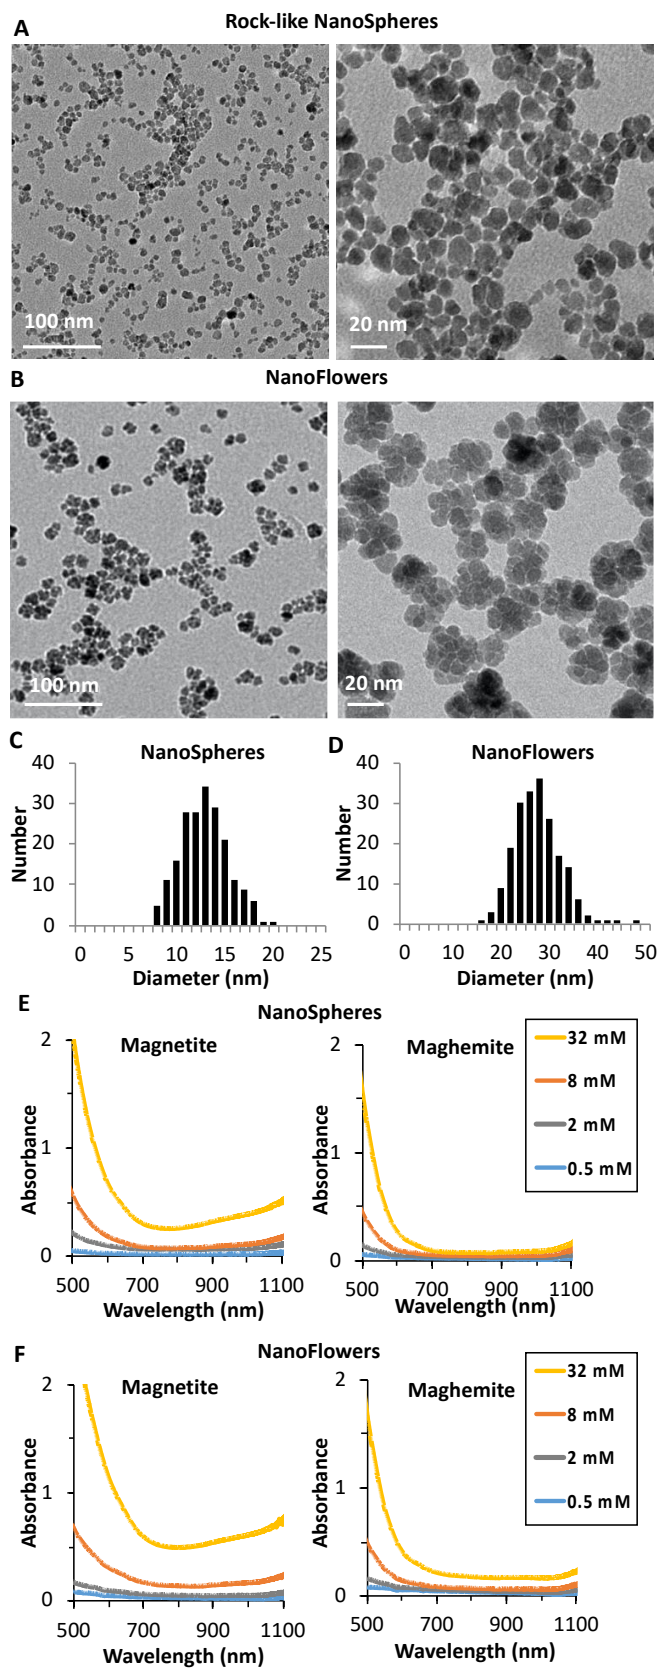 A
Rock-like NanoSpheres
100 nm
20 nm
B
NanoFlowers
100 nm
20 nm
C
NanoSpheres
D
NanoFlowers
40
30
20
10
0
Number
0 5 10 15 20 25
Diameter (nm)
40
30
20
10
0
Number
0 10 20 30 40 50
Diameter (nm)
E
NanoSpheres
Magnetite
2
1
0
Absorbance
500 700 900 1100
Wavelength (nm)
Maghemite
2
1
0
Absorbance
500 700 900 1100
Wavelength (nm)
32 mM
8 mM
2 mM
0.5 mM
F
NanoFlowers
Magnetite
2
1
0
Absorbance
500 700 900 1100
Wavelength (nm)
Maghemite
2
1
0
Absorbance
500 700 900 1100
Wavelength (nm)
32 mM
8 mM
2 mM
0.5 mM